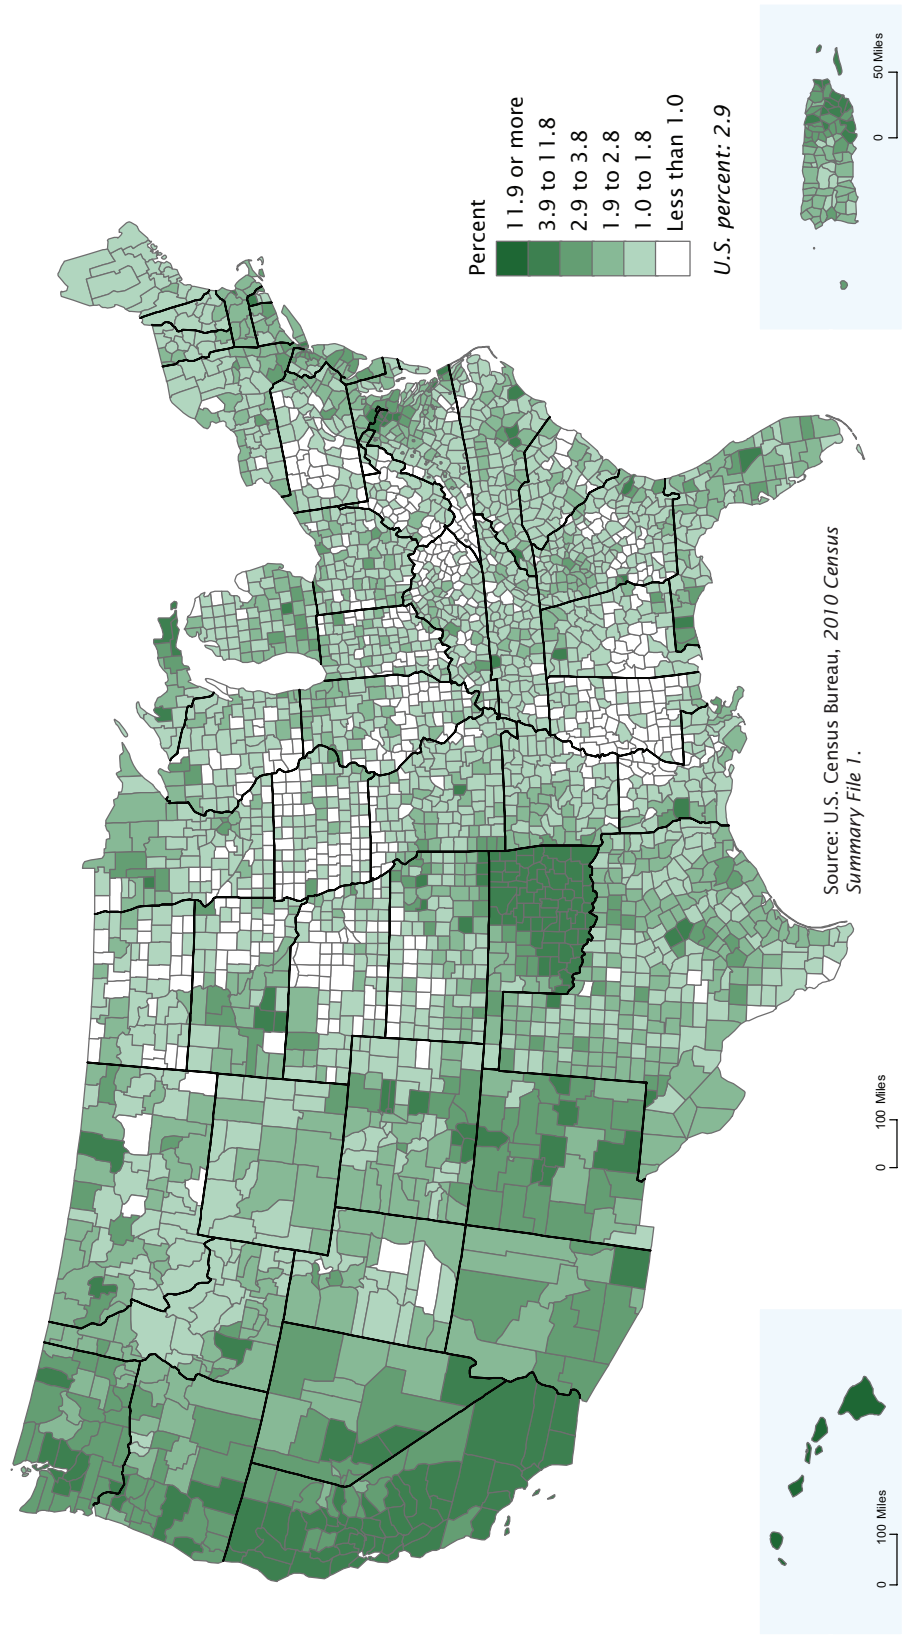 Percent
11.9 or more
3.9 to 11.8
2.9 to 3.8
1.9 to 2.8
1.0 to 1.8
Less than 1.0
U.S. percent: 2.9
Source: U.S. Census Bureau, 2010 Census
Summary File 1.
0 100 Miles
0 100 Miles
0 50 Miles